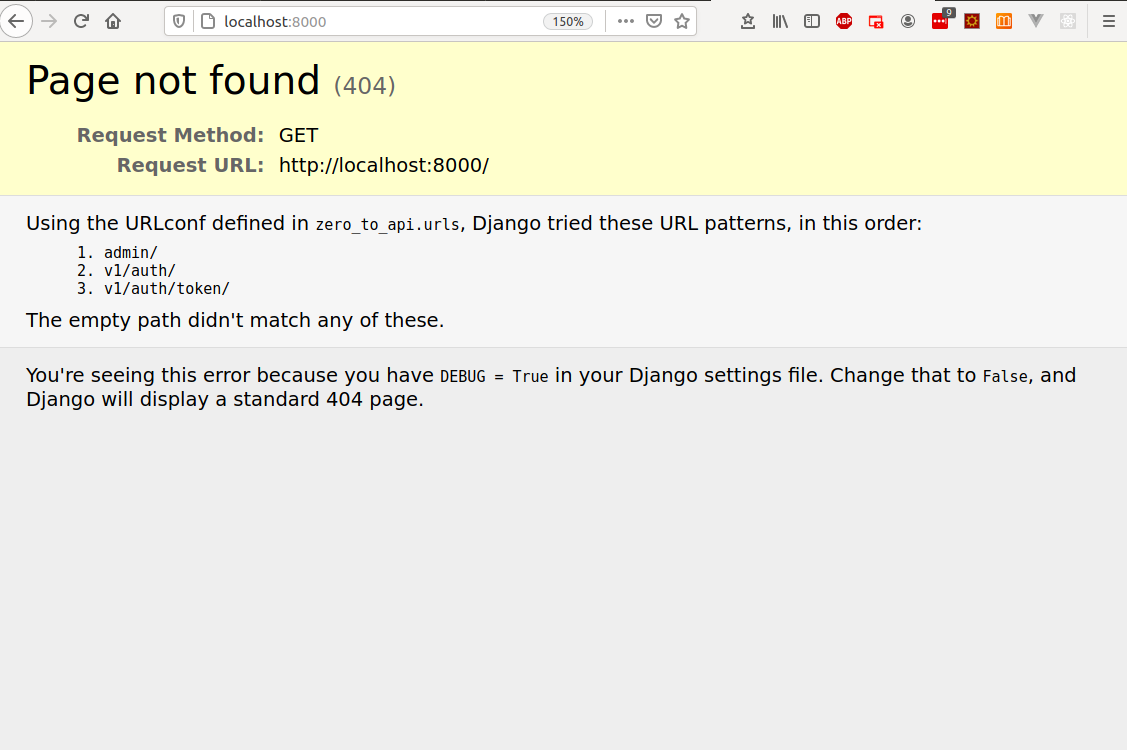 localhost:8000
150%
ABP
9
Page not found (404)
Request Method: GET
Request URL: http://localhost:8000/
Using the URLconf defined in zero_to_api.urls, Django tried these URL patterns, in this order:
1. admin/
2. v1/auth/
3. v1/auth/token/
The empty path didn't match any of these.
You're seeing this error because you have DEBUG = True in your Django settings file. Change that to False, and
Django will display a standard 404 page.